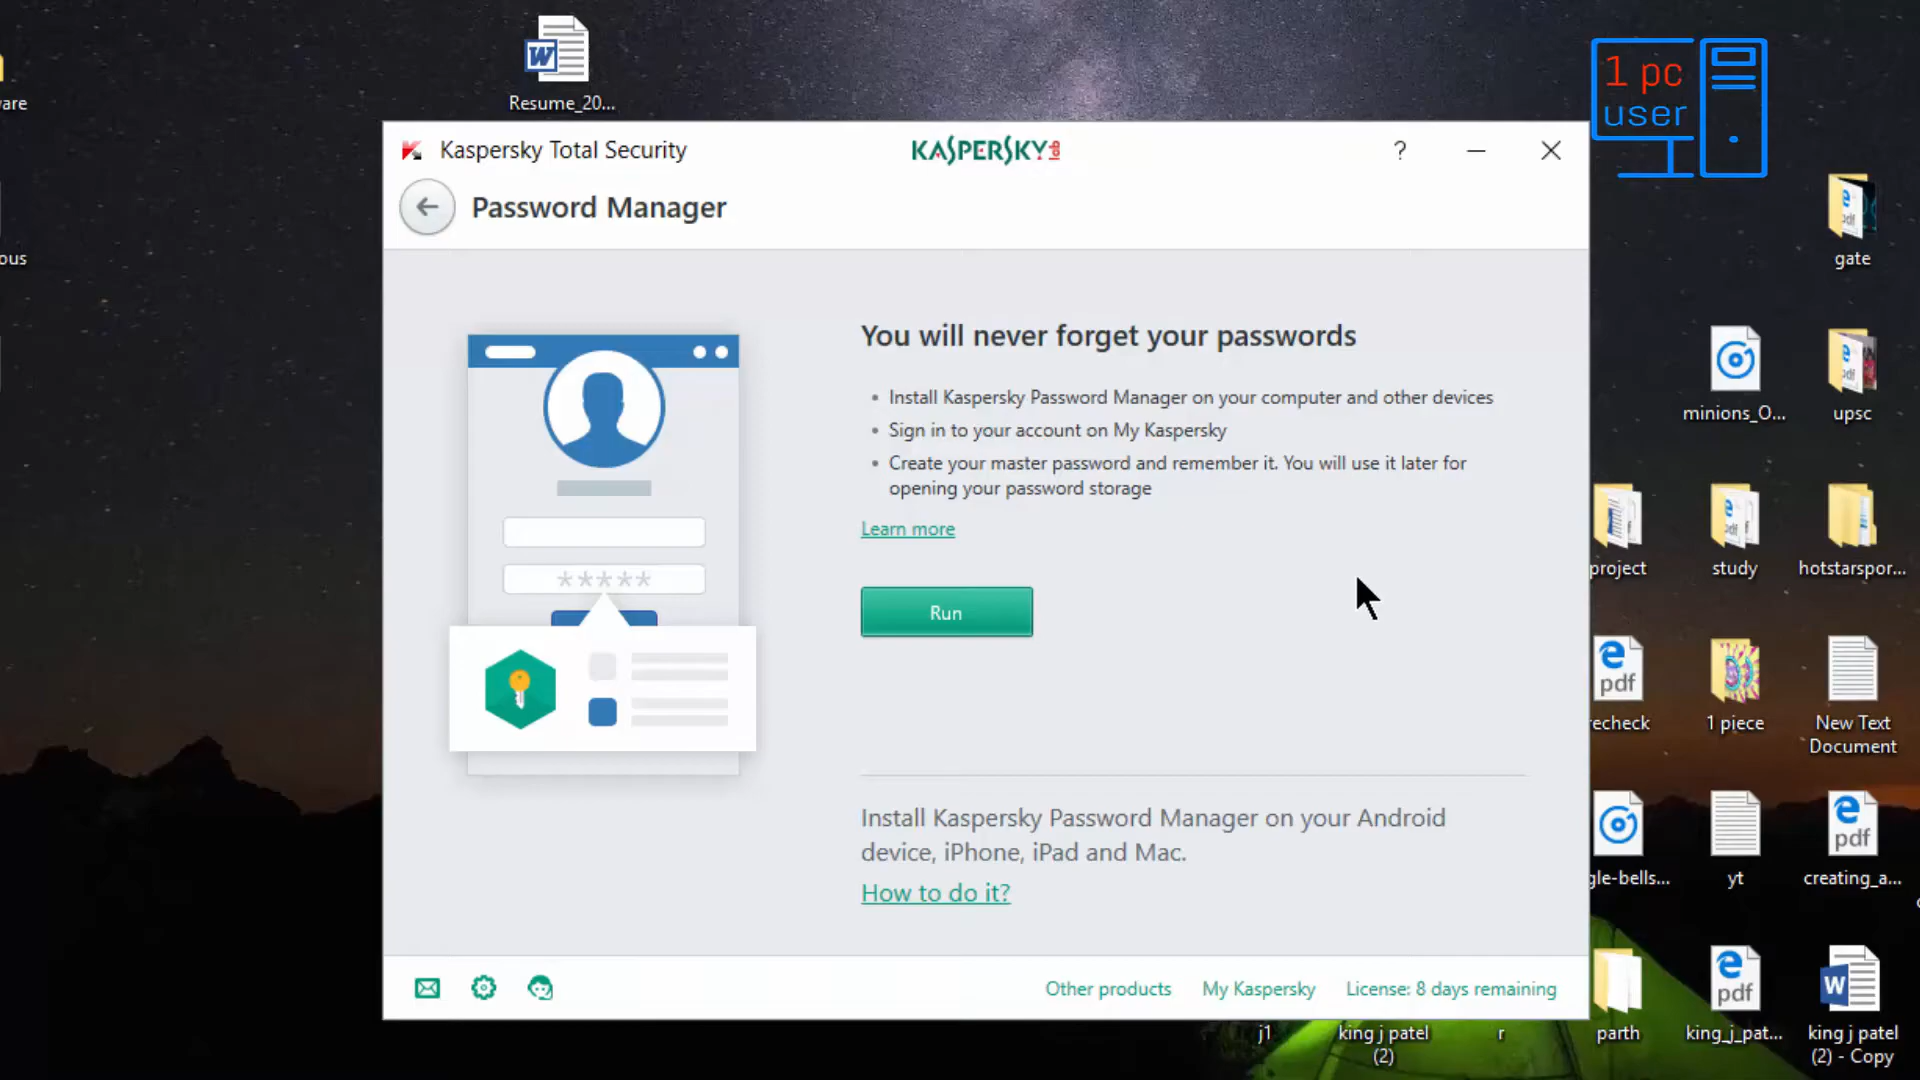 Resume_20...
1 pc
user
Kaspersky Total Security
KASPERSKY lab
?
Password Manager
You will never forget your passwords
• Install Kaspersky Password Manager on your computer and other devices
• Sign in to your account on My Kaspersky
• Create your master password and remember it. You will use it later for
opening your password storage
Learn more
Run
*****
Install Kaspersky Password Manager on your Android
device, iPhone, iPad and Mac.
How to do it?
Other products
My Kaspersky
License: 8 days remaining
gate
minions_O...
upsc
project
study
hotstarspor...
pdf
recheck
1 piece
New Text
Document
gle-bells...
yt
pdf
creating_a...
j1
king j patel
(2)
r
parth
pdf
king_j_pat...
king j patel
(2) - Copy